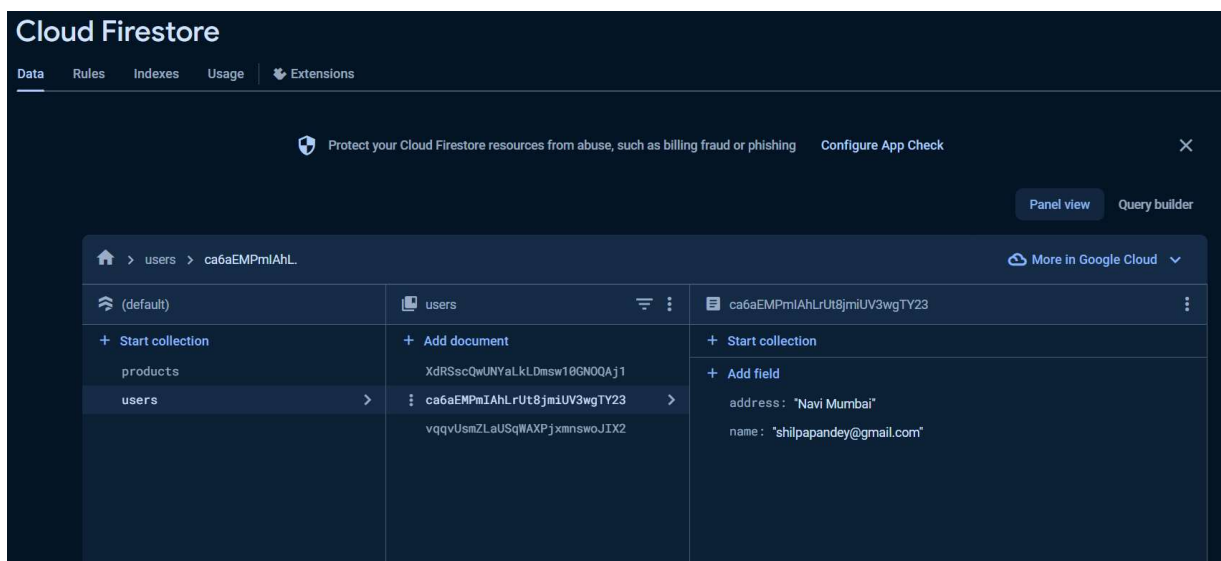 Cloud Firestore
Data Rules Indexes Usage Extensions
Protect your Cloud Firestore resources from abuse, such as billing fraud or phishing Configure App Check
Panel view Query builder
users > ca6aEMPmIAhL.
More in Google Cloud
(default)
users
ca6aEMPmIAhLrUt8jmiUV3wgTY23
+ Start collection
+ Add document
+ Start collection
products
XdRSscQwUNYaLkLDmsw10GNOQAj1
+ Add field
users
ca6aEMPmIAhLrUt8jmiUV3wgTY23
address: "Navi Mumbai"
vqqvUsmZLaUSqWAXPjxmnswoJIX2
name: "shilpapandey@gmail.com"